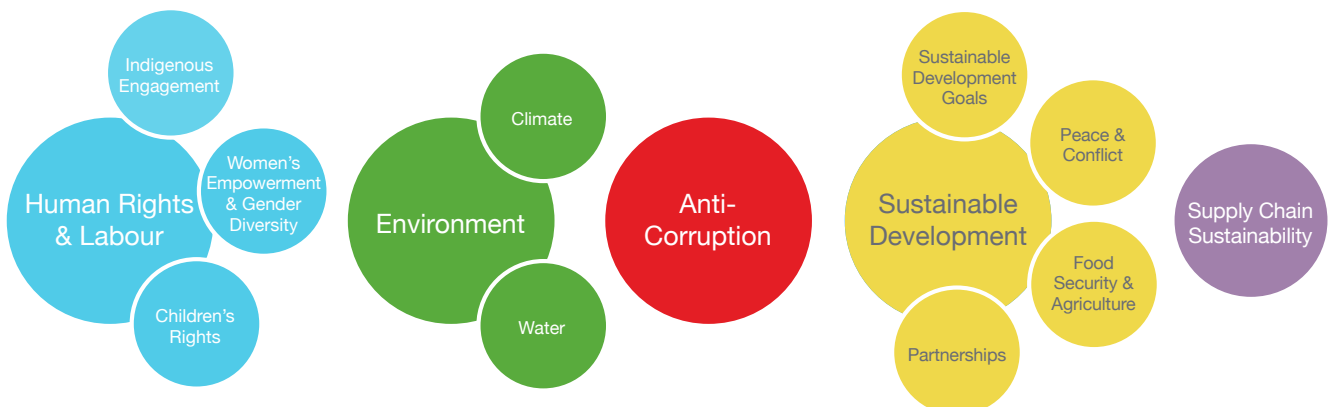 Indigenous
Engagement
Women's
Empowerment
& Gender
Diversity
Human Rights
& Labour
Children's
Rights
Climate
Environment
Water
Anti-
Corruption
Sustainable
Development
Goals
Peace &
Conflict
Sustainable
Development
Food
Security &
Agriculture
Partnerships
Supply Chain
Sustainability